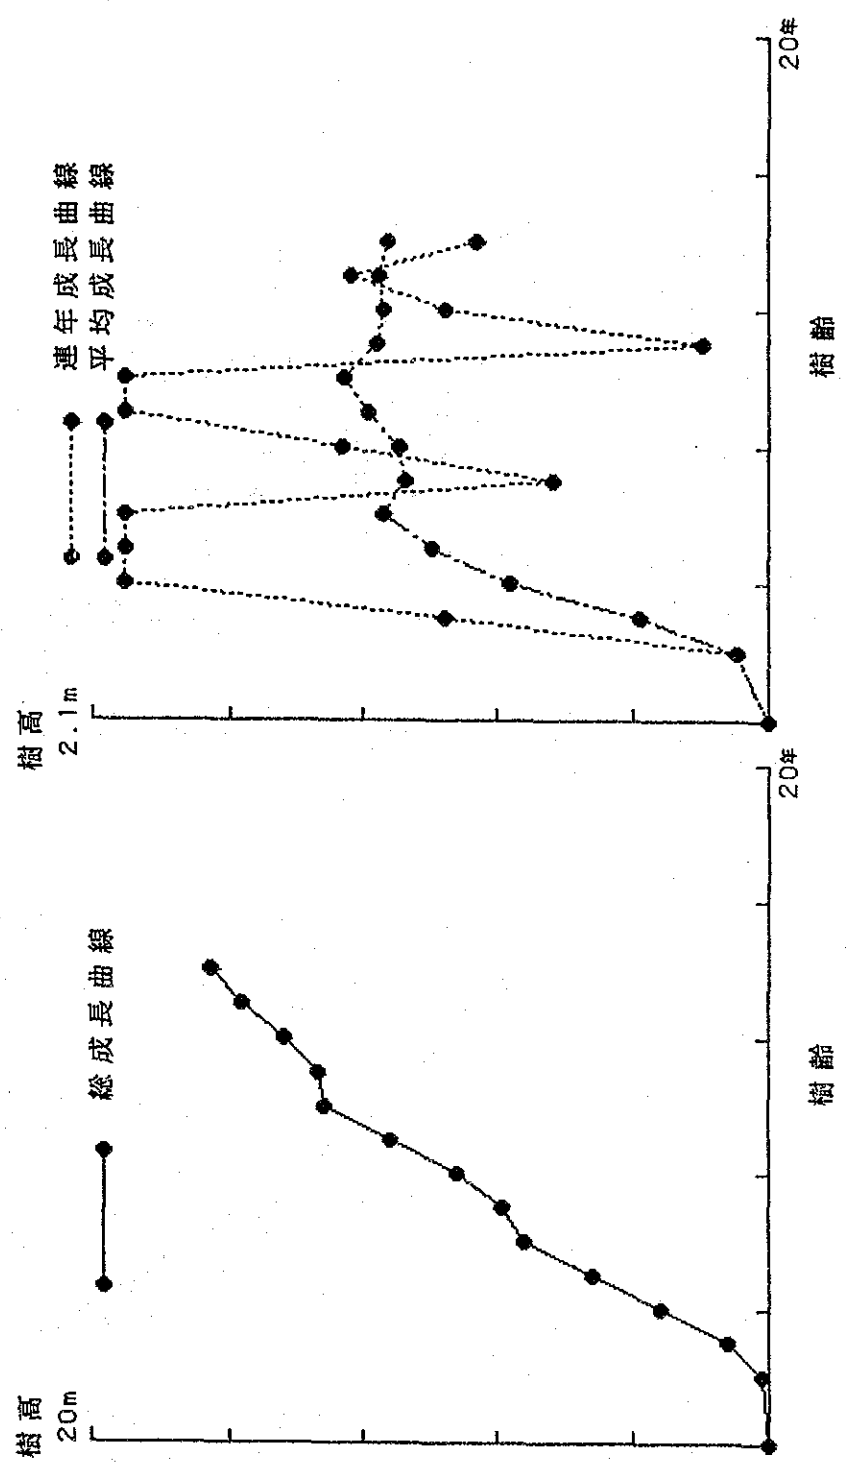 樹高
20m
総成長曲線
20年
樹齢
樹高
2.1m
連年成長曲線
平均成長曲線
20年
樹齢